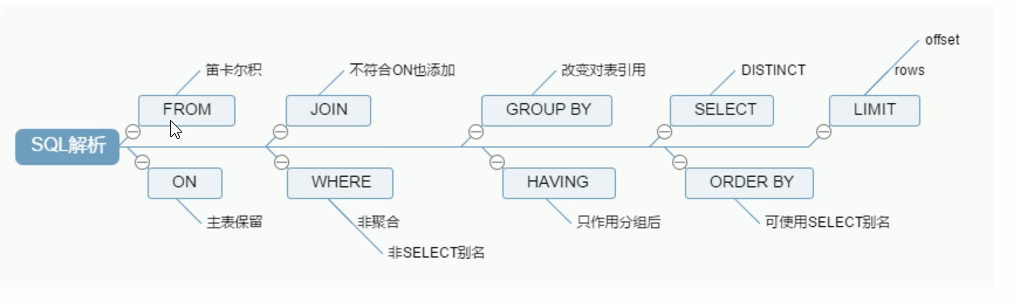 offset
笛卡尔积
不符合ON也添加
改变对表引用
DISTINCT
rows
FROM
JOIN
GROUP BY
SELECT
LIMIT
SQL解析
ON
WHERE
HAVING
ORDER BY
主表保留
非聚合
只作用分组后
可使用SELECT别名
非SELECT别名